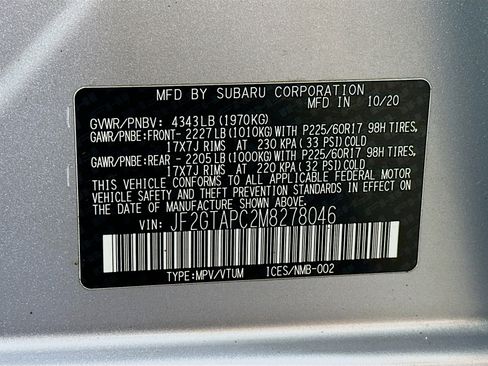 MFD BY SUBARU CORPORATION
GVWR/PNBV: 4343LB(1970KG) IN 10/20
GAWR/PNBE:FRONT-2227LB(1010KG)WITH P225/60R17 98H TIRES,
17X7J RIMS AT 230 KPA(33 PSI)COLD
GAWR/PNBE:REAR -2205LB(1000KG)WITH P225/60R17 98H TIRES,
17X7J RIMS AT 220 KPA(32 PSI)COLD
THIS VEHICLE CONFORMS TO ALL APPLICABLE FEDERAL MOTOR
VEHICLE SAFETY BUMPER AND THEFT PREVENTION STANDARDS
IN EFFECT ON THE DATE OF MANUFACTURE SHOWN ABOVE.
VIN: JF2GTAPC2M8278046
TYPE:MPV/VTUM ICES/NMB-002